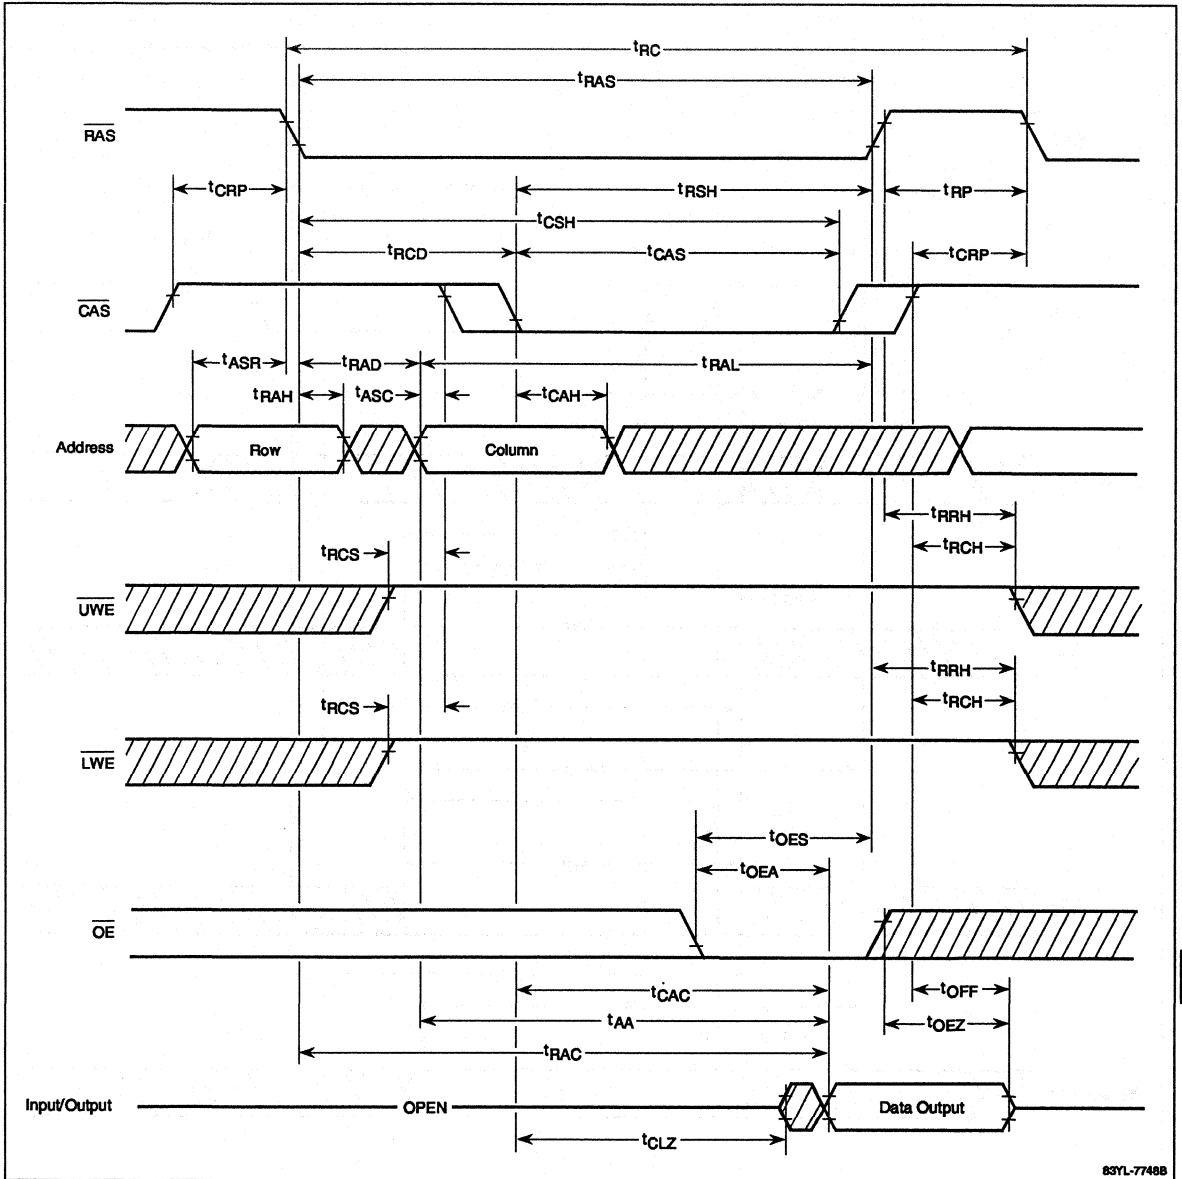 tRC
tRAS
RAS
tCRP
tRSH
tRP
tCSH
tRCD
tCAS
tCRP
CAS
tASR
tRAD
tRAL
tRAH
tASC
tCAH
Address
Row
Column
tRRH
tRCS
tRCH
UWE
tRRH
tRCS
tRCH
LWE
tOES
tOEA
OE
tCAC
tOFF
tAA
tOEZ
tRAC
Input/Output
OPEN
Data Output
tCLZ
83YL-7748B